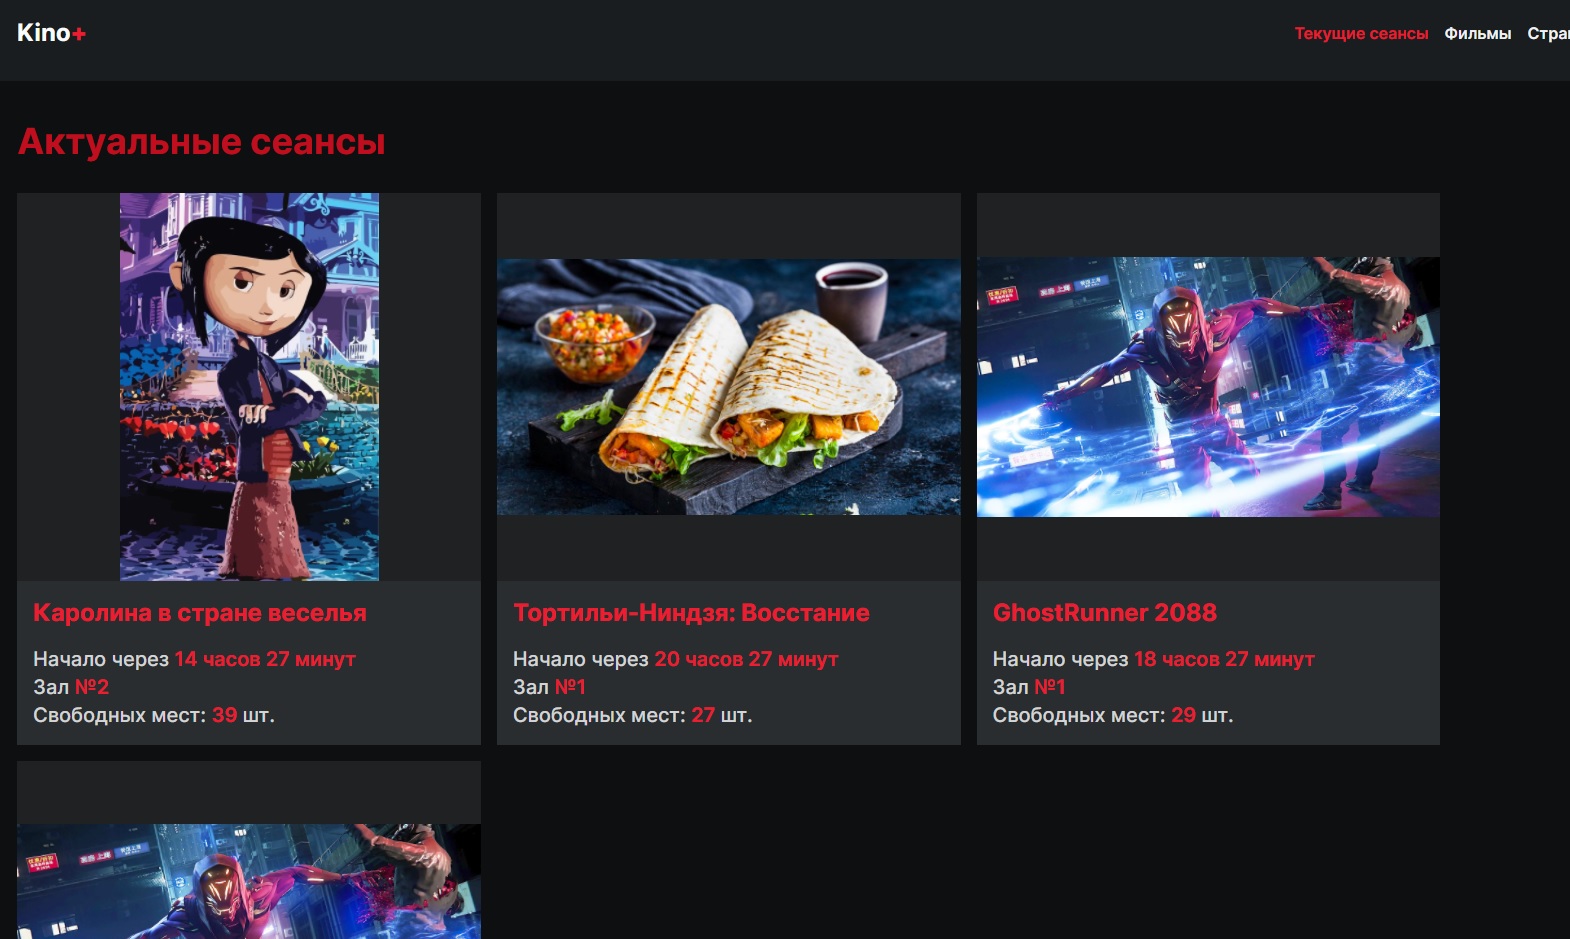 Kino+
Текущие сеансы Фильмы
Актуальные сеансы
Каролина в стране веселья
Начало через 14 часов 27 минут
Зал №2
Свободных мест: 39 шт.
Тортильи-Ниндзя: Восстание
Начало через 20 часов 27 минут
Зал №1
Свободных мест: 27 шт.
GhostRunner 2088
Начало через 18 часов 27 минут
Зал №1
Свободных мест: 29 шт.